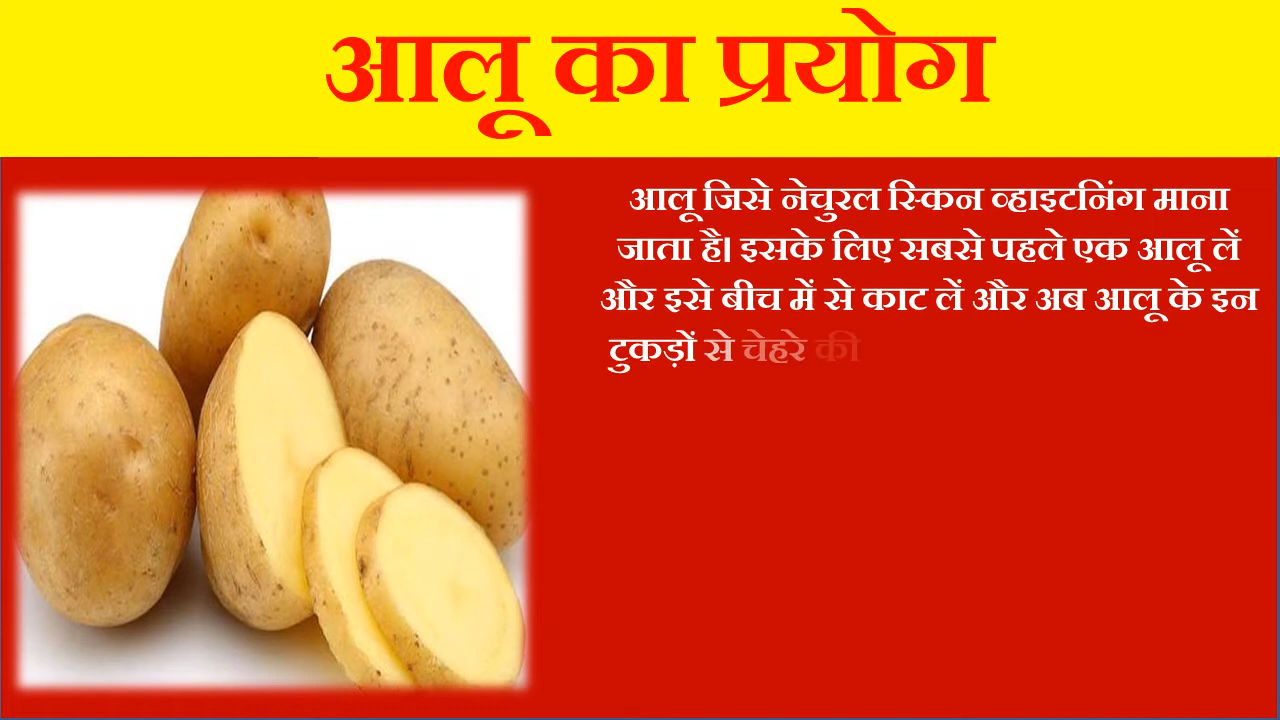 आलू का प्रयोग
आलू जिसे नेचुरल स्किन व्हाइटनिंग माना
जाता है। इसके लिए सबसे पहले एक आलू लें
और इसे बीच में से काट लें और अब आलू के इन
टुकड़ों से चेहरे की